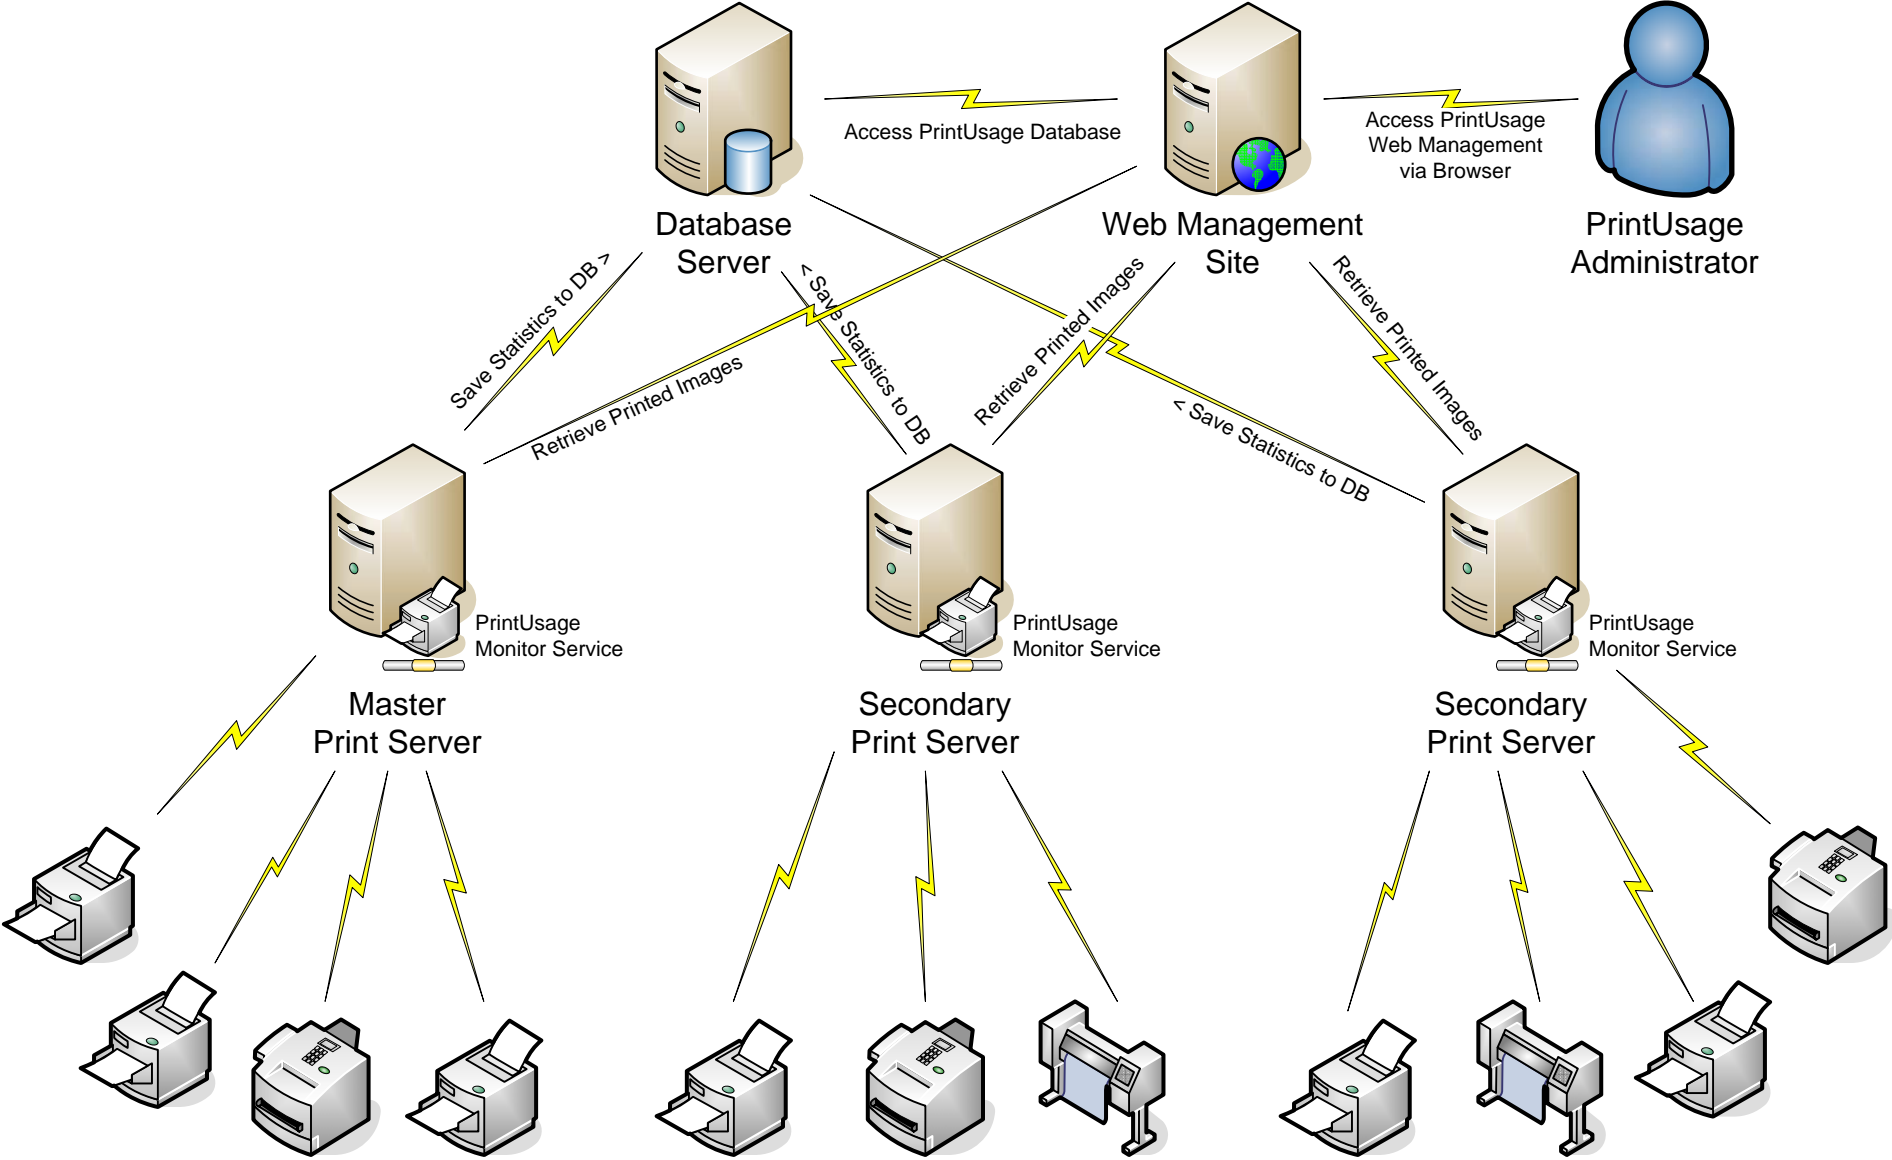 Access PrintUsage Database
Access PrintUsage
Web Management
via Browser
Database
Server
Web Management
Site
PrintUsage
Administrator
Save Statistics to DB >
Retrieve Printed Images
< Save Statistics to DB
Retrieve Printed Images
< Save Statistics to DB
Retrieve Printed Images
PrintUsage
Monitor Service
PrintUsage
Monitor Service
PrintUsage
Monitor Service
Master
Print Server
Secondary
Print Server
Secondary
Print Server